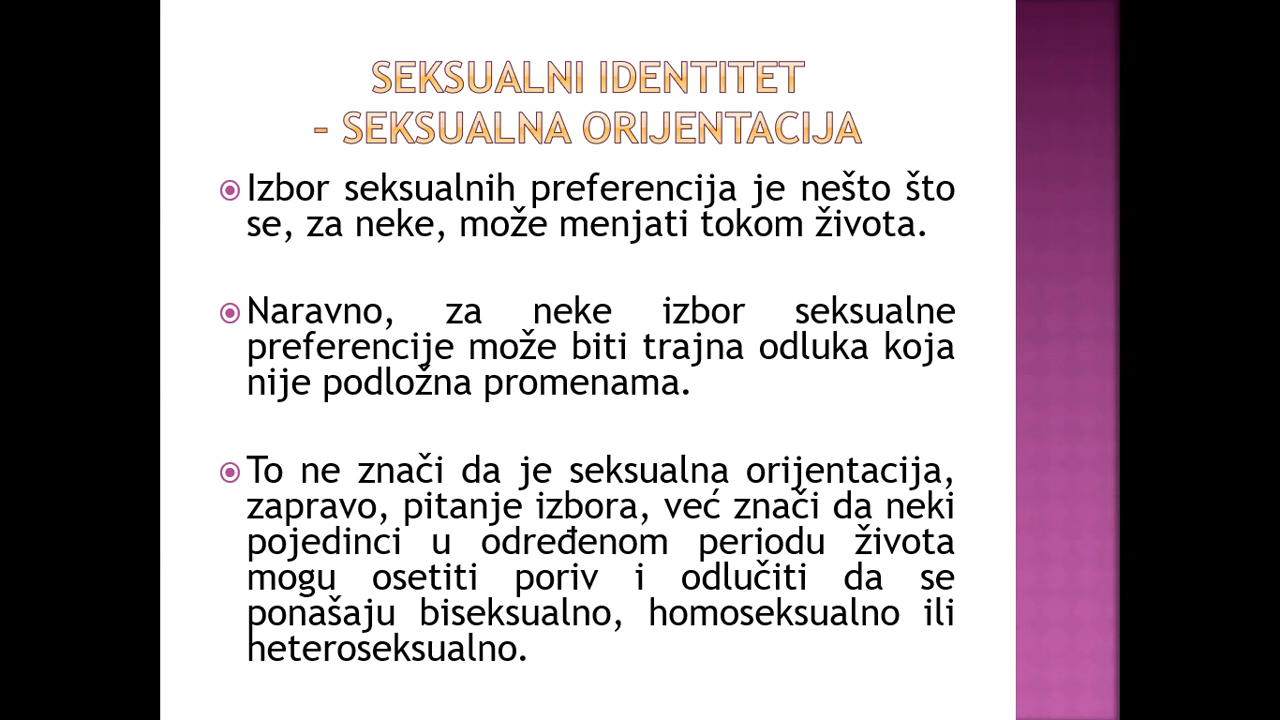 SEKSUALNI IDENTITET
– SEKSUALNA ORIJENTACIJA
Izbor seksualnih preferencija je nešto što
se, za neke, može menjati tokom života.
Naravno, za neke izbor seksualne
preferencije može biti trajna odluka koja
nije podložna promenama.
To ne znači da je seksualna orijentacija,
zapravo, pitanje izbora, već znači da neki
pojedinci u određenom periodu života
mogu osetiti poriv i odlučiti da se
ponašaju biseksualno, homoseksualno ili
heteroseksualno.